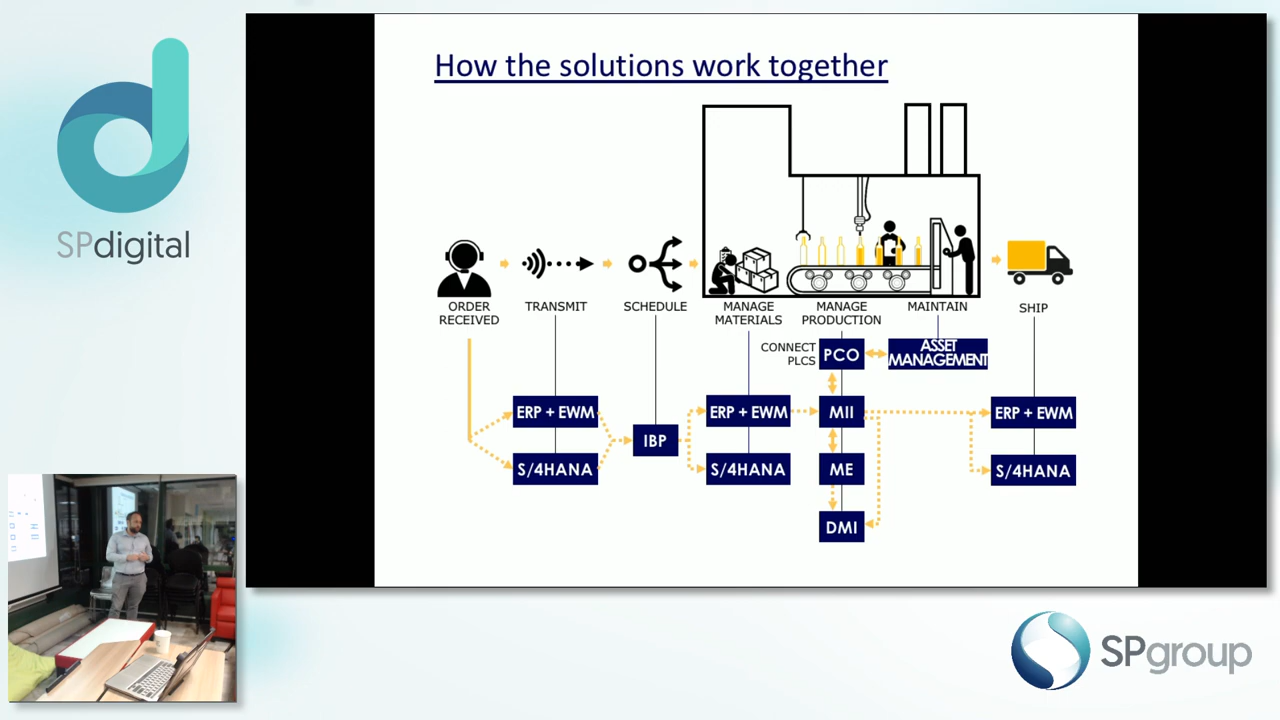 SPdigital
How the solutions work together
ORDER
RECEIVED
TRANSMIT
SCHEDULE
MANAGE
MATERIALS
MANAGE
PRODUCTION
MAINTAIN
SHIP
CONNECT
PLCS
PCO
ASSET
MANAGEMENT
ERP + EWM
S/4HANA
IBP
ERP + EWM
S/4HANA
MII
ME
DMI
ERP + EWM
S/4HANA
SPgroup